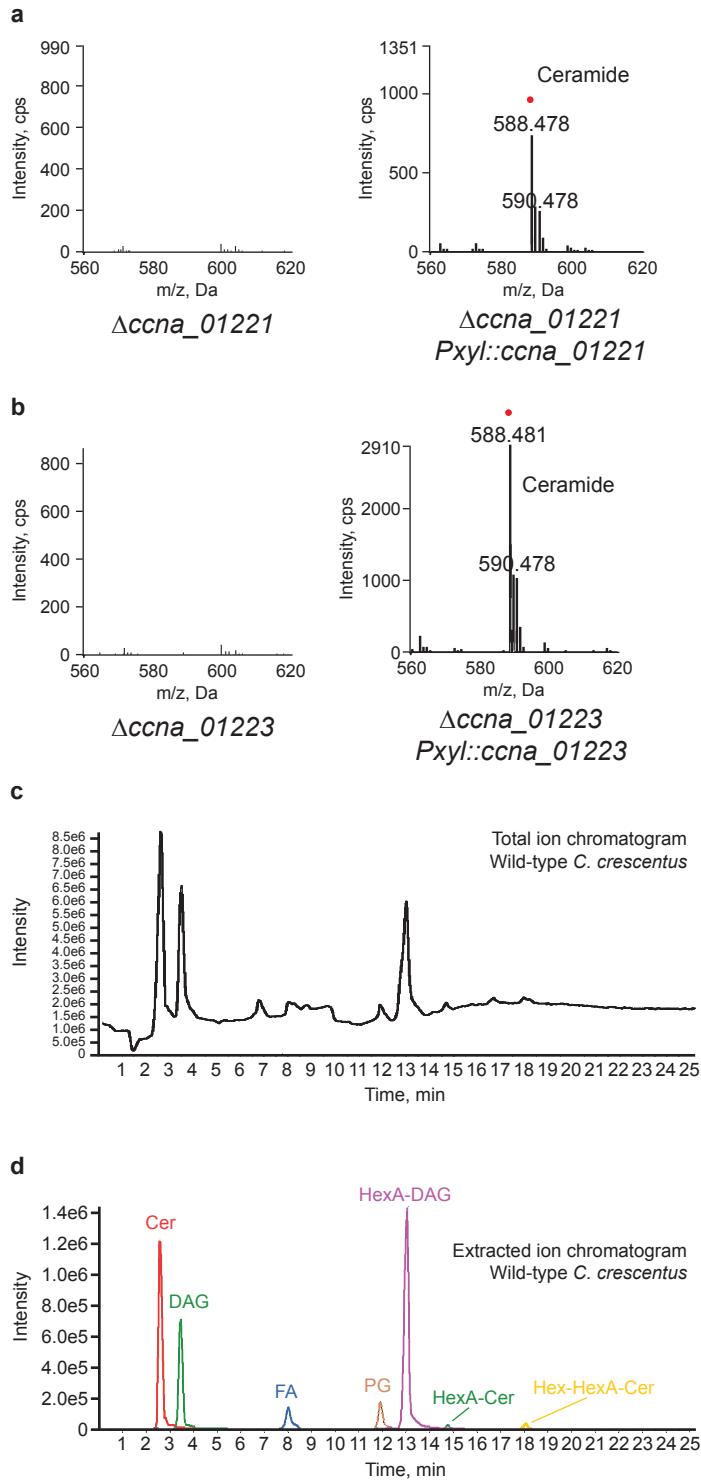 a
990
800
600
400
200
0
Intensity, cps
560 580 600 620
m/z, Da
Δccna_01221
1351
1000
500
0
Intensity, cps
Ceramide
588.478
590.478
560 580 600 620
m/z, Da
Δccna_01221
Pxyl::ccna_01221
b
800
600
400
200
0
Intensity, cps
560 580 600 620
m/z, Da
Δccna_01223
2910
2000
1000
0
Intensity, cps
588.481
Ceramide
590.478
560 580 600 620
m/z, Da
Δccna_01223
Pxyl::ccna_01223
c
Total ion chromatogram
Wild-type C. crescentus
8.5e6
8.0e6
7.5e6
7.0e6
6.5e6
6.0e6
5.5e6
5.0e6
4.5e6
4.0e6
3.5e6
3.0e6
2.5e6
2.0e6
1.5e6
1.0e6
5.0e5
0
Intensity
1 2 3 4 5 6 7 8 9 10 11 12 13 14 15 16 17 18 19 20 21 22 23 24 25
Time, min
d
HexA-DAG
Extracted ion chromatogram
Wild-type C. crescentus
1.4e6
1.2e6
1.0e6
8.0e5
6.0e5
4.0e5
2.0e5
0
Intensity
Cer
DAG
FA
PG
HexA-Cer
Hex-HexA-Cer
1 2 3 4 5 6 7 8 9 10 11 12 13 14 15 16 17 18 19 20 21 22 23 24 25
Time, min